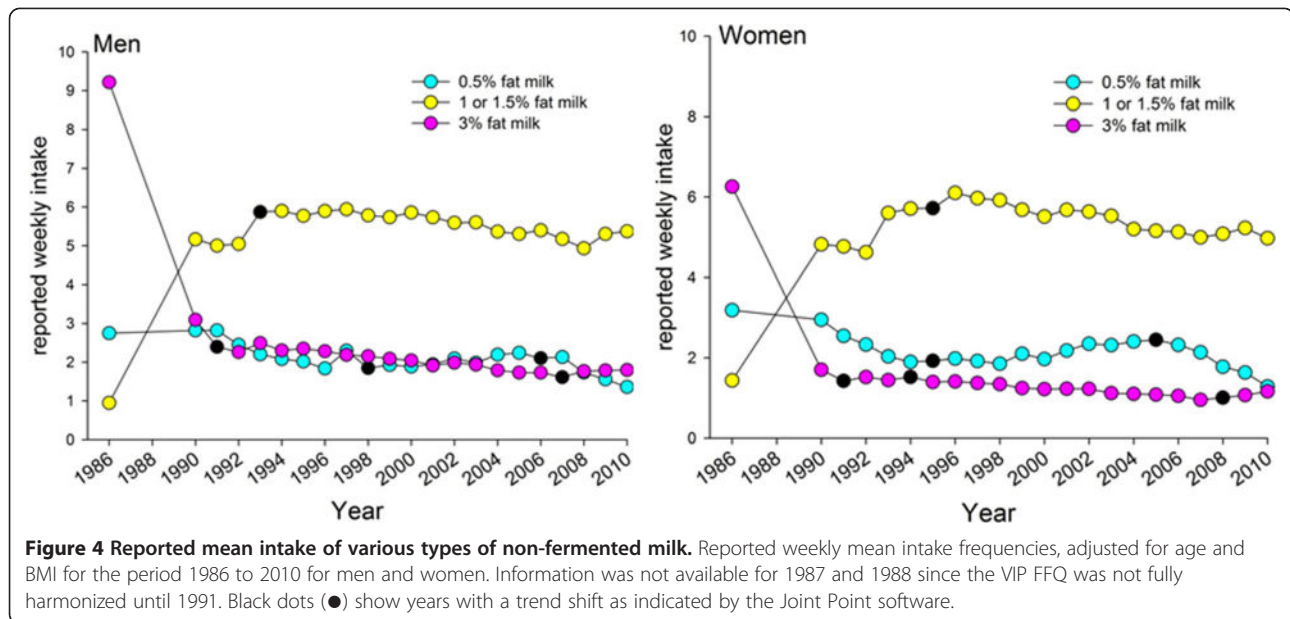 Men
10
9
8
7
6
5
4
3
2
1
0
reported weekly intake
0.5% fat milk
1 or 1.5% fat milk
3% fat milk
1986
1988
1990
1992
1994
1996
1998
2000
2002
2004
2006
2008
2010
Year
Women
10
8
6
4
2
0
reported weekly intake
0.5% fat milk
1 or 1.5% fat milk
3% fat milk
1986
1988
1990
1992
1994
1996
1998
2000
2002
2004
2006
2008
2010
Year
Figure 4 Reported mean intake of various types of non-fermented milk. Reported weekly mean intake frequencies, adjusted for age and
BMI for the period 1986 to 2010 for men and women. Information was not available for 1987 and 1988 since the VIP FFQ was not fully
harmonized until 1991. Black dots (●) show years with a trend shift as indicated by the Joint Point software.